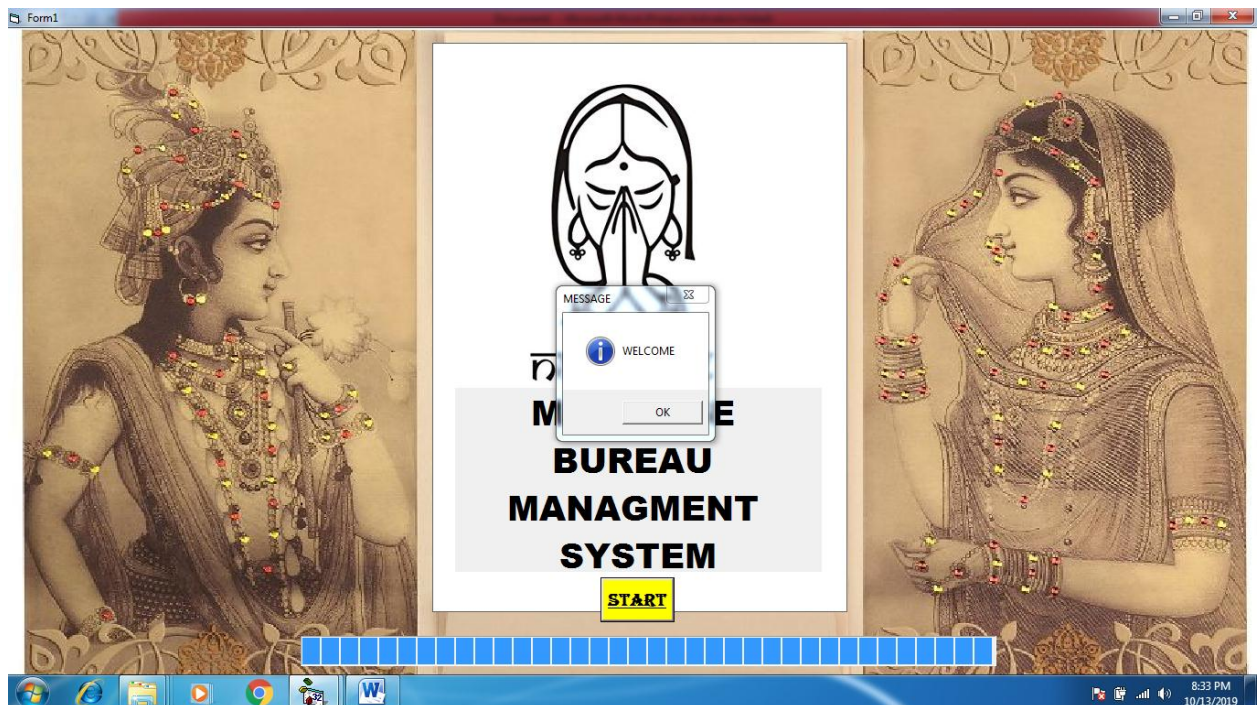 Form1
MESSAGE
WELCOME
OK
BUREAU
MANAGMENT
SYSTEM
START
8:33 PM
10/13/2019